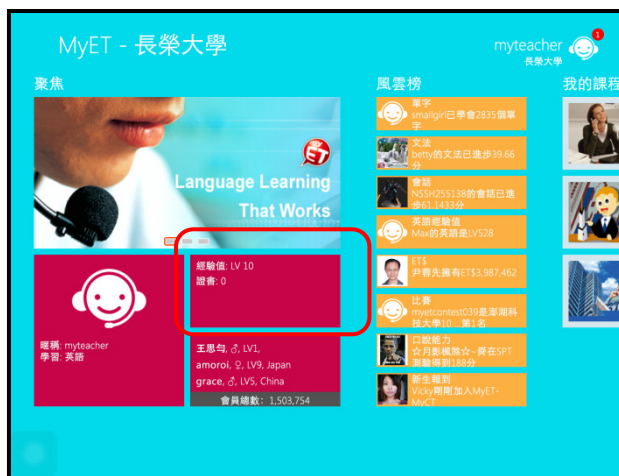 MyET - 長榮大學
myteacher
長榮大學
1
聚焦
風雲榜
我的課程
My
ET
Language Learning
That Works
單字
smallgirl已學會2835個單
字
文法
betty的文法已進步39.66
分
會話
NSSH255138的會話已進
步61.1433分
英語經驗值
Max的英語是LV528
ET$
尹蓉先擁有ET$3,987,462
比賽
myetcontest039是澎湖科
技大學10 ...第1名
口說能力
☆月影楓箖☆~舜在SPT
測驗得到188分
新生報到
Vicky剛剛加入MyET-
MyCT
經驗值: LV 10
證書: 0
暱稱: myteacher
學習: 英語
王思勻, ♂, LV1,
amoroi, ♀, LV9, Japan
grace, ♂, LV5, China
會員總數: 1,503,754